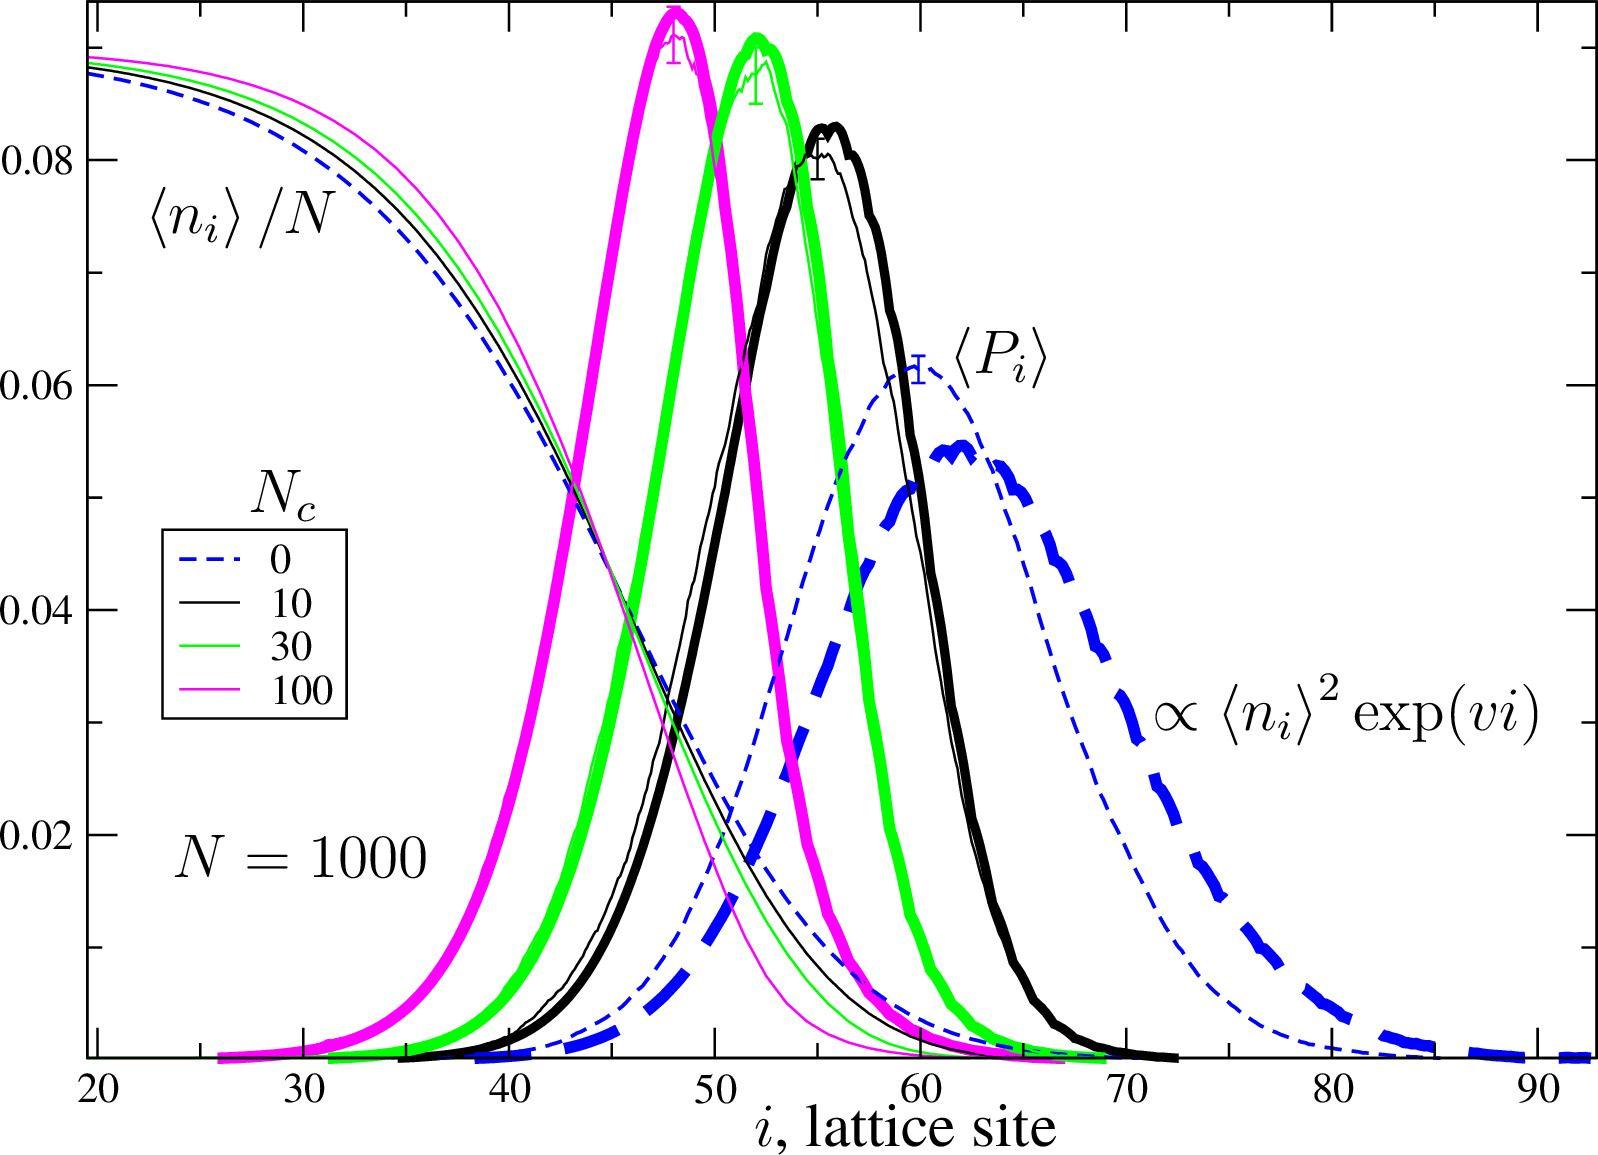 0.08
0.06
0.04
0.02
⟨n_i⟩ /N
⟨P_i⟩
∝ ⟨n_i⟩² exp(vi)
N_c
0
10
30
100
N = 1000
20 30 40 50 60 70 80 90
i, lattice site